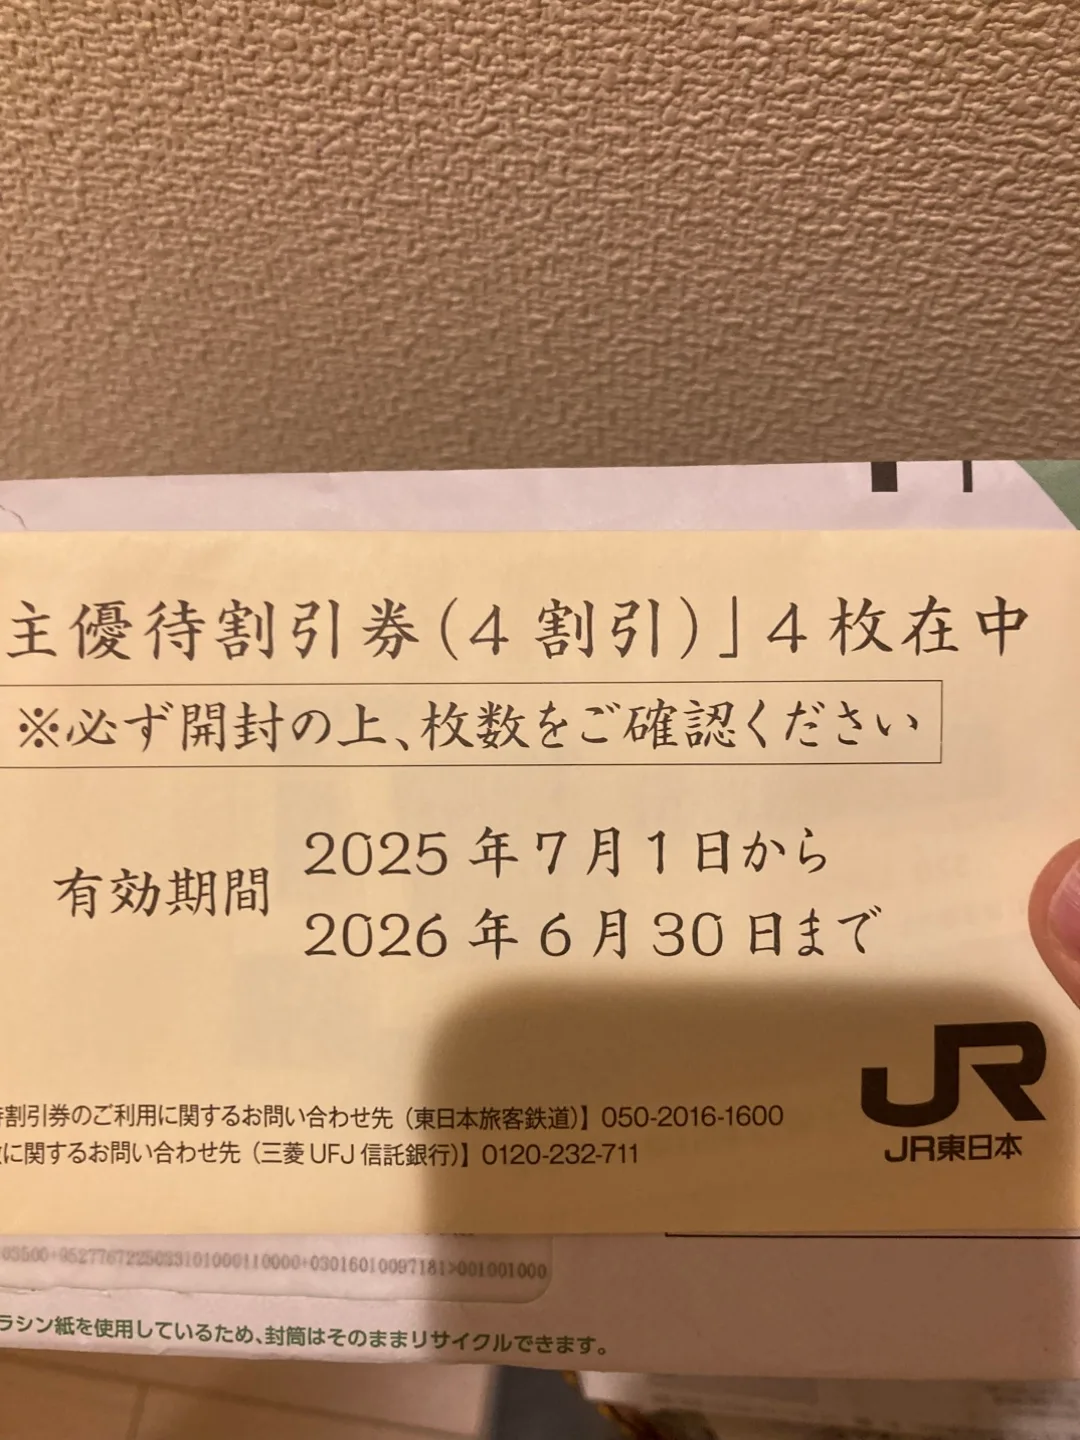 主優待割引券（4割引）」4枚在中
※必ず開封の上、枚数をご確認ください
有効期間
2025年7月1日から
2026年6月30日まで
JR
JR東日本
割引券のご利用に関するお問い合わせ先（東日本旅客鉄道）】050-2016-1600
に関するお問い合わせ先（三菱UFJ信託銀行）】0120-232-711
ラシン紙を使用しているため、封筒はそのままリサイクルできます。